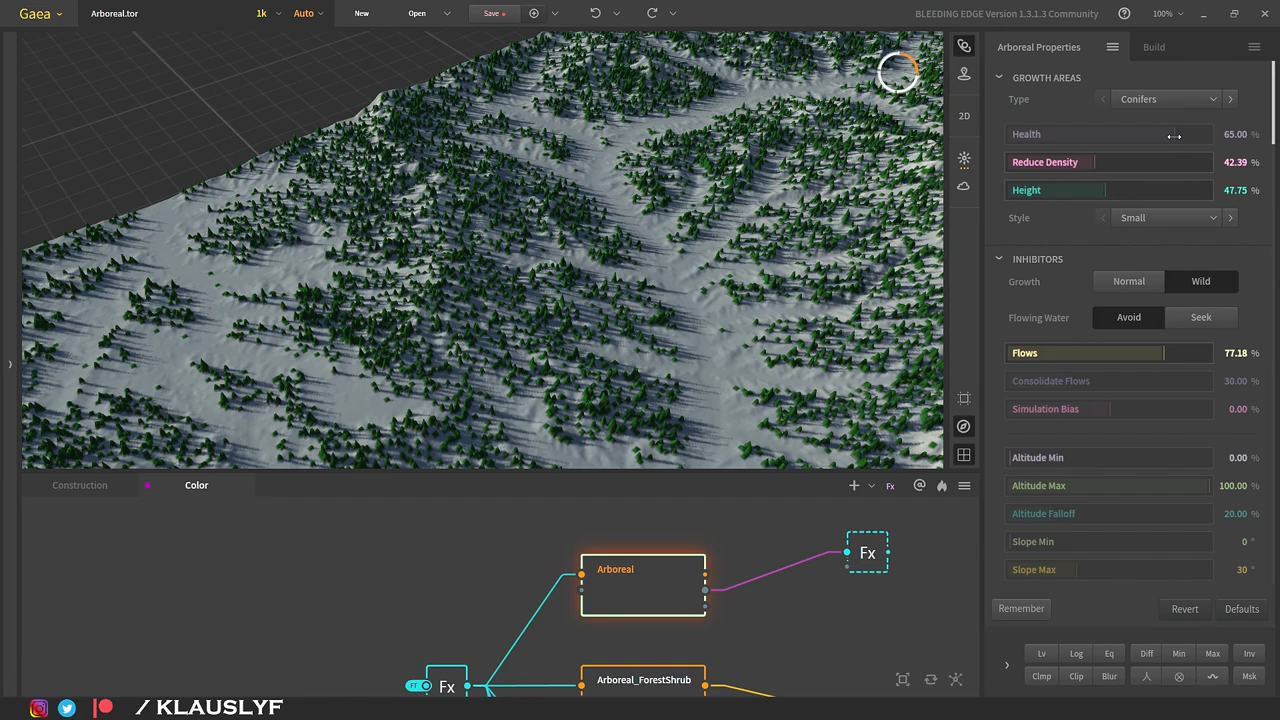 Gaea
Arboreal.tor
1k
Auto
New
Open
Save
BLEEDING EDGE Version 1.3.1.3 Community
100%
Arboreal Properties
Build
GROWTH AREAS
Type
Conifers
Health
65.00 %
Reduce Density
42.39 %
Height
47.75 %
Style
Small
INHIBITORS
Growth
Normal
Wild
Flowing Water
Avoid
Seek
Flows
77.18 %
Consolidate Flows
30.00 %
Simulation Bias
0.00 %
Altitude Min
0.00 %
Altitude Max
100.00 %
Altitude Falloff
20.00 %
Slope Min
0 °
Slope Max
30 °
Remember
Revert
Defaults
Lv
Log
Eq
Diff
Min
Max
Inv
Clmp
Clip
Blur
Msk
2D
Construction
Color
Fx
Arboreal
Fx
Arboreal_ForestShrub
FT
Fx
/ KLAUSLYF